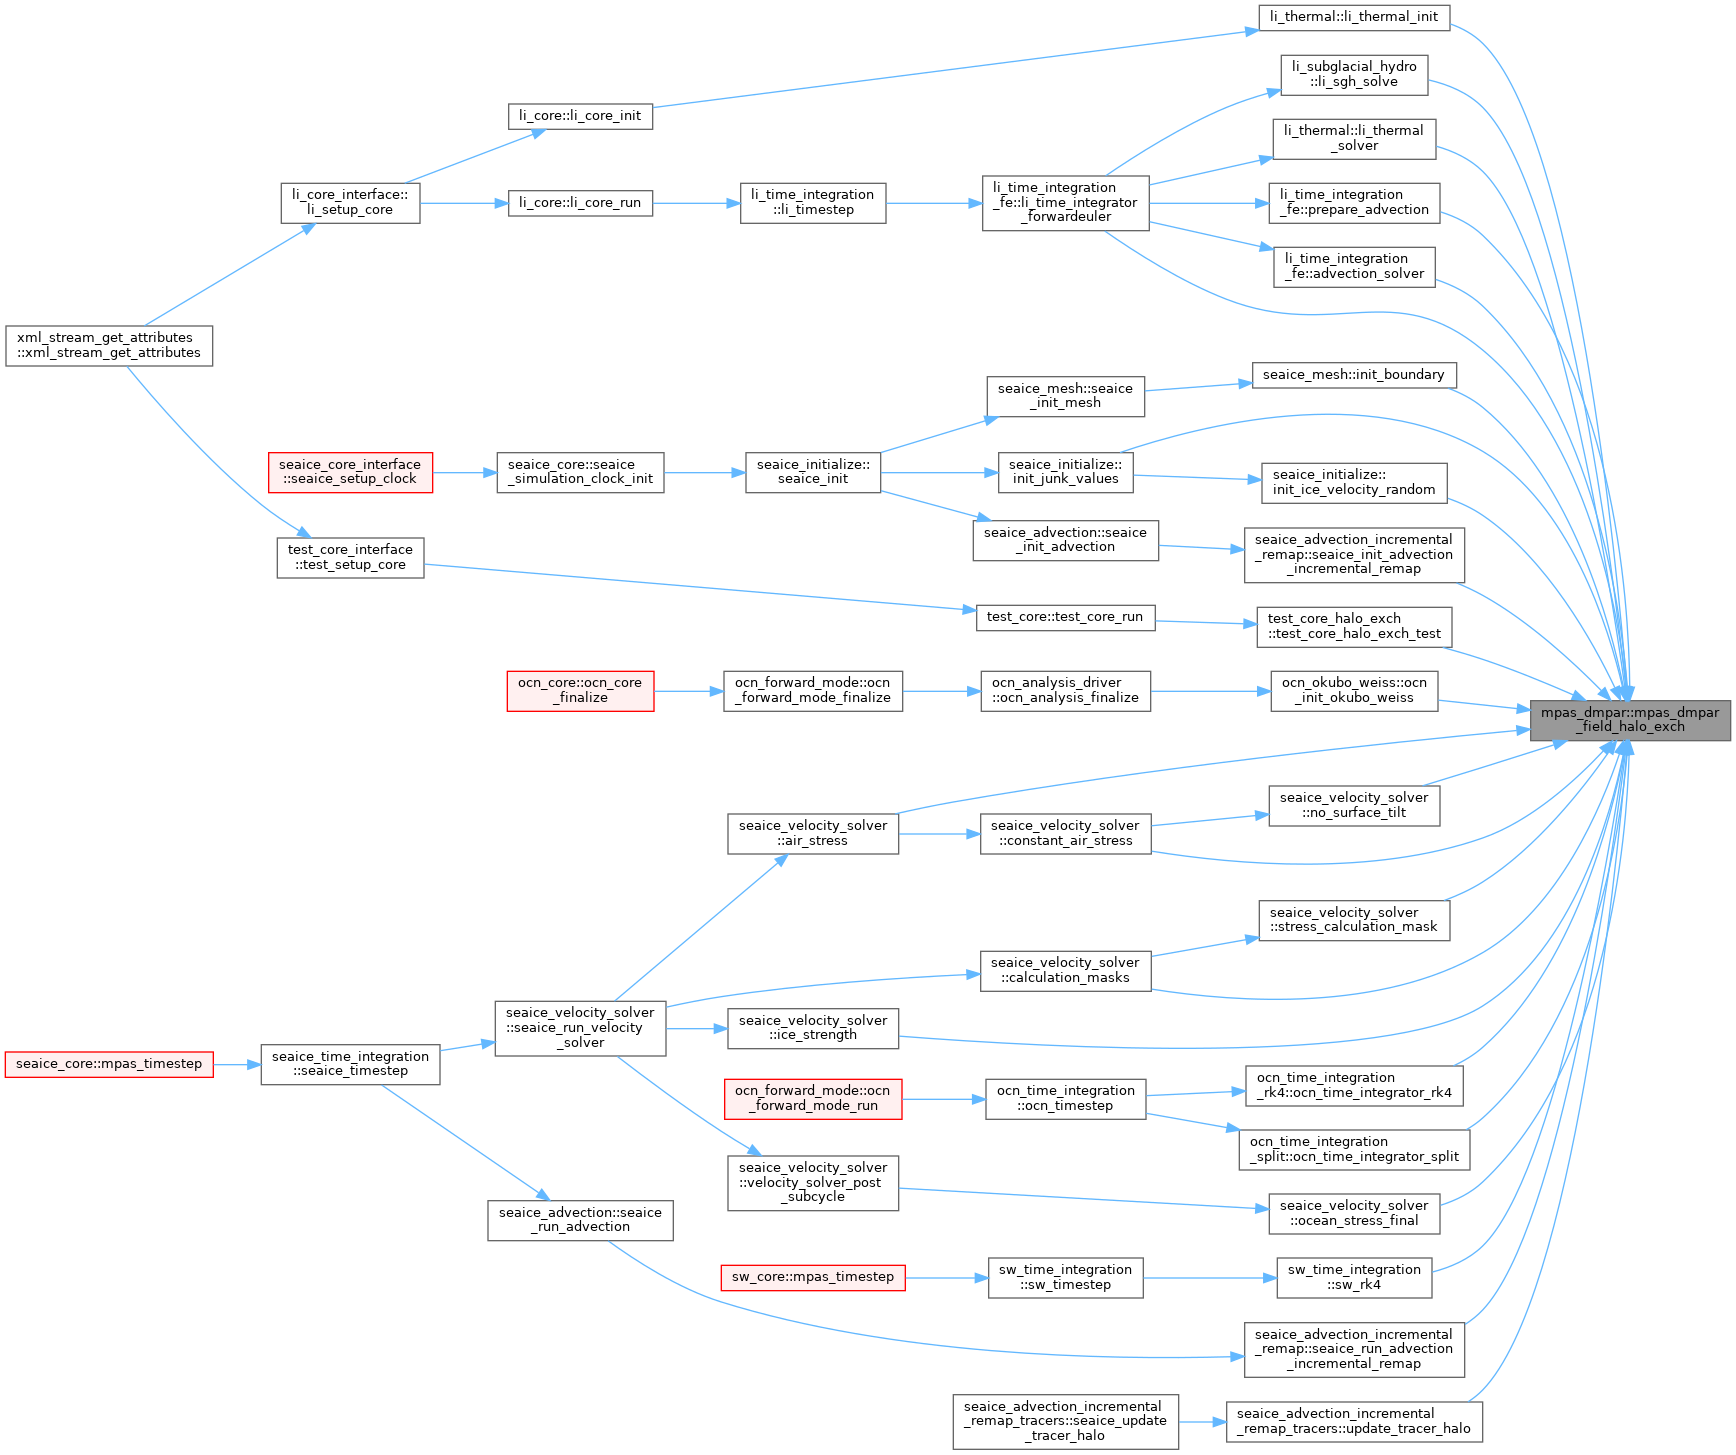 li_thermal::li_thermal_init
li_subglacial_hydro
::li_sgh_solve
li_core::li_core_init
li_thermal::li_thermal
_solver
li_core_interface::
li_setup_core
li_core::li_core_run
li_time_integration
::li_timestep
li_time_integration
_fe::li_time_integrator
_forwardeuler
li_time_integration
_fe::prepare_advection
li_time_integration
_fe::advection_solver
xml_stream_get_attributes
::xml_stream_get_attributes
seaice_mesh::seaice
_init_mesh
seaice_mesh::init_boundary
seaice_core_interface
::seaice_setup_clock
seaice_core::seaice
_simulation_clock_init
seaice_initialize::
seaice_init
seaice_initialize::
init_junk_values
seaice_initialize::
init_ice_velocity_random
test_core_interface
::test_setup_core
seaice_advection::seaice
_init_advection
seaice_advection_incremental
_remap::seaice_init_advection
_incremental_remap
test_core::test_core_run
test_core_halo_exch
::test_core_halo_exch_test
ocn_core::ocn_core
_finalize
ocn_forward_mode::ocn
_forward_mode_finalize
ocn_analysis_driver
::ocn_analysis_finalize
ocn_okubo_weiss::ocn
_init_okubo_weiss
mpas_dmpar::mpas_dmpar
_field_halo_exch
seaice_velocity_solver
::air_stress
seaice_velocity_solver
::constant_air_stress
seaice_velocity_solver
::no_surface_tilt
seaice_velocity_solver
::stress_calculation_mask
seaice_velocity_solver
::calculation_masks
seaice_velocity_solver
::seaice_run_velocity
_solver
seaice_velocity_solver
::ice_strength
seaice_core::mpas_timestep
seaice_time_integration
::seaice_timestep
ocn_forward_mode::ocn
_forward_mode_run
ocn_time_integration
::ocn_timestep
ocn_time_integration
_rk4::ocn_time_integrator_rk4
ocn_time_integration
_split::ocn_time_integrator_split
seaice_velocity_solver
::velocity_solver_post
_subcycle
seaice_advection::seaice
_run_advection
seaice_velocity_solver
::ocean_stress_final
sw_core::mpas_timestep
sw_time_integration
::sw_timestep
sw_time_integration
::sw_rk4
seaice_advection_incremental
_remap::seaice_run_advection
_incremental_remap
seaice_advection_incremental
_remap_tracers::seaice_update
_tracer_halo
seaice_advection_incremental
_remap_tracers::update_tracer_halo